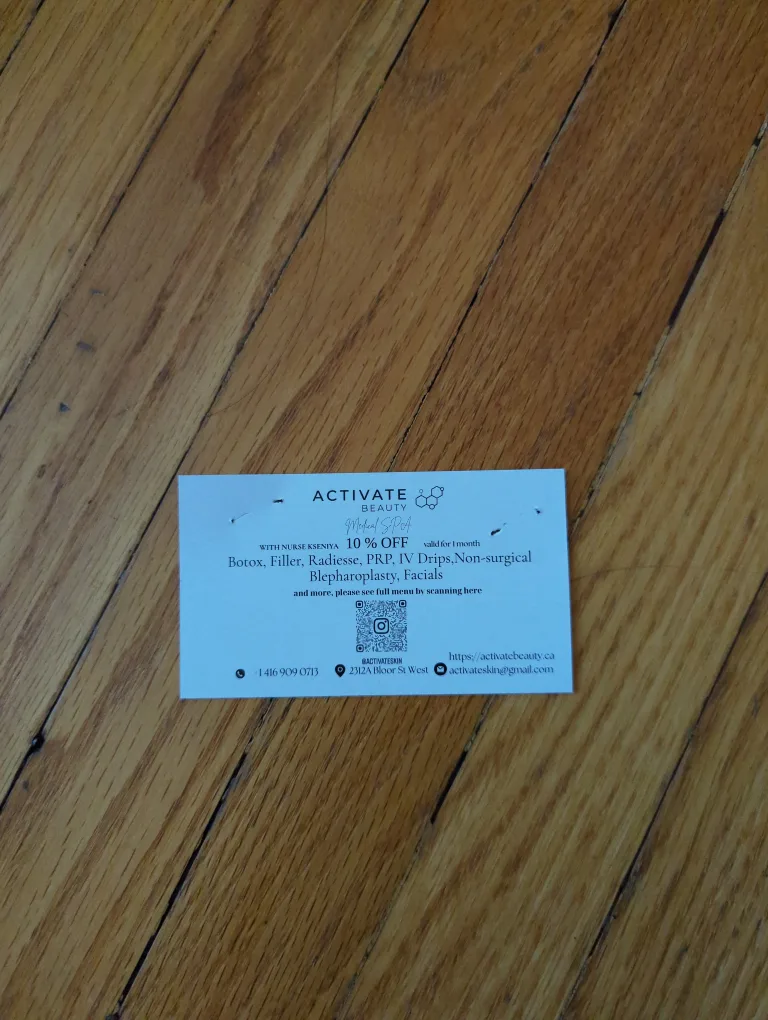 ACTIVATE
BEAUTY
Medical SPA
WITH NURSE KSENIYA 10 % OFF valid for 1 month
Botox, Filler, Radiesse, PRP, IV Drips,Non-surgical
Blepharoplasty, Facials
and more, please see full menu by scanning here
@ACTIVATESKIN
https://activatebeauty.ca
+1 416 909 0713 2312A Bloor St West activateskin@gmail.com